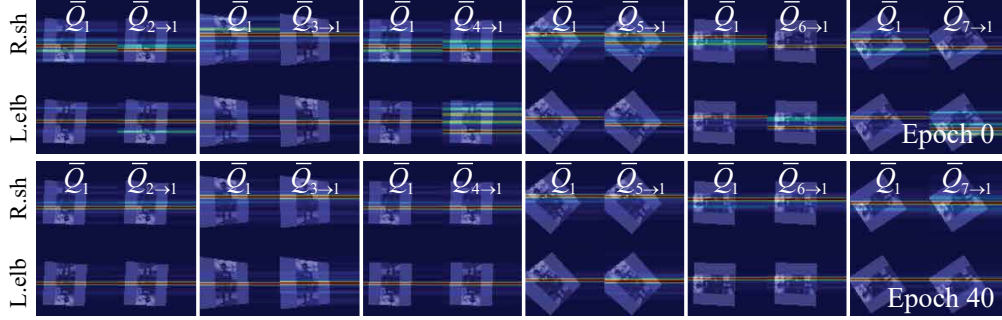 Q̅₁ Q̅₂→₁ Q̅₁ Q̅₃→₁ Q̅₁ Q̅₄→₁ Q̅₁ Q̅₅→₁ Q̅₁ Q̅₆→₁ Q̅₁ Q̅₇→₁
R.sh
L.elb
Epoch 0
Q̅₁ Q̅₂→₁ Q̅₁ Q̅₃→₁ Q̅₁ Q̅₄→₁ Q̅₁ Q̅₅→₁ Q̅₁ Q̅₆→₁ Q̅₁ Q̅₇→₁
R.sh
L.elb
Epoch 40